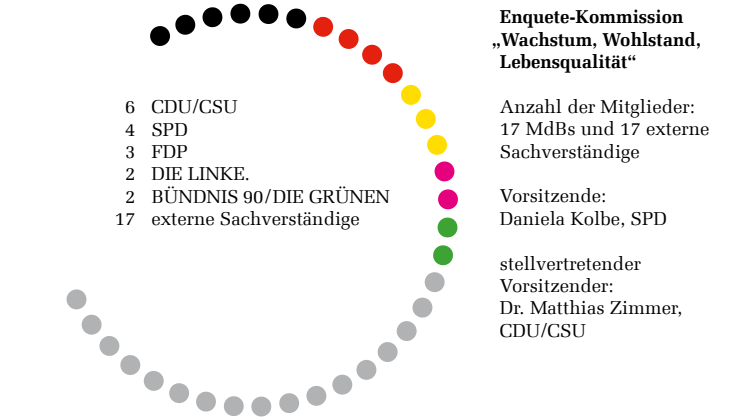 6 CDU/CSU
4 SPD
3 FDP
2 DIE LINKE.
2 BÜNDNIS 90/DIE GRÜNEN
17 externe Sachverständige
Enquete-Kommission
„Wachstum, Wohlstand,
Lebensqualität“
Anzahl der Mitglieder:
17 MdBs und 17 externe
Sachverständige
Vorsitzende:
Daniela Kolbe, SPD
stellvertretender
Vorsitzender:
Dr. Matthias Zimmer,
CDU/CSU